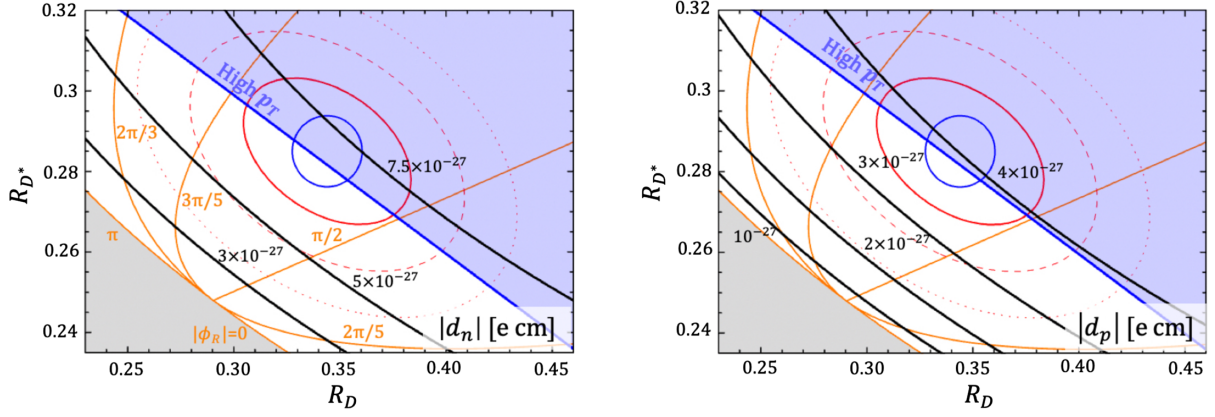 0.32
0.3
0.28
0.26
0.24
R_{D*}
High p_T
2π/3
3π/5
π
π/2
7.5×10⁻²⁷
3×10⁻²⁷
5×10⁻²⁷
|ϕ_R|=0
2π/5
|d_n| [e cm]
0.25 0.30 0.35 0.40 0.45
R_D
0.32
0.3
0.28
0.26
0.24
R_{D*}
High p_T
3×10⁻²⁷
4×10⁻²⁷
10⁻²⁷
2×10⁻²⁷
|d_p| [e cm]
0.25 0.30 0.35 0.40 0.45
R_D